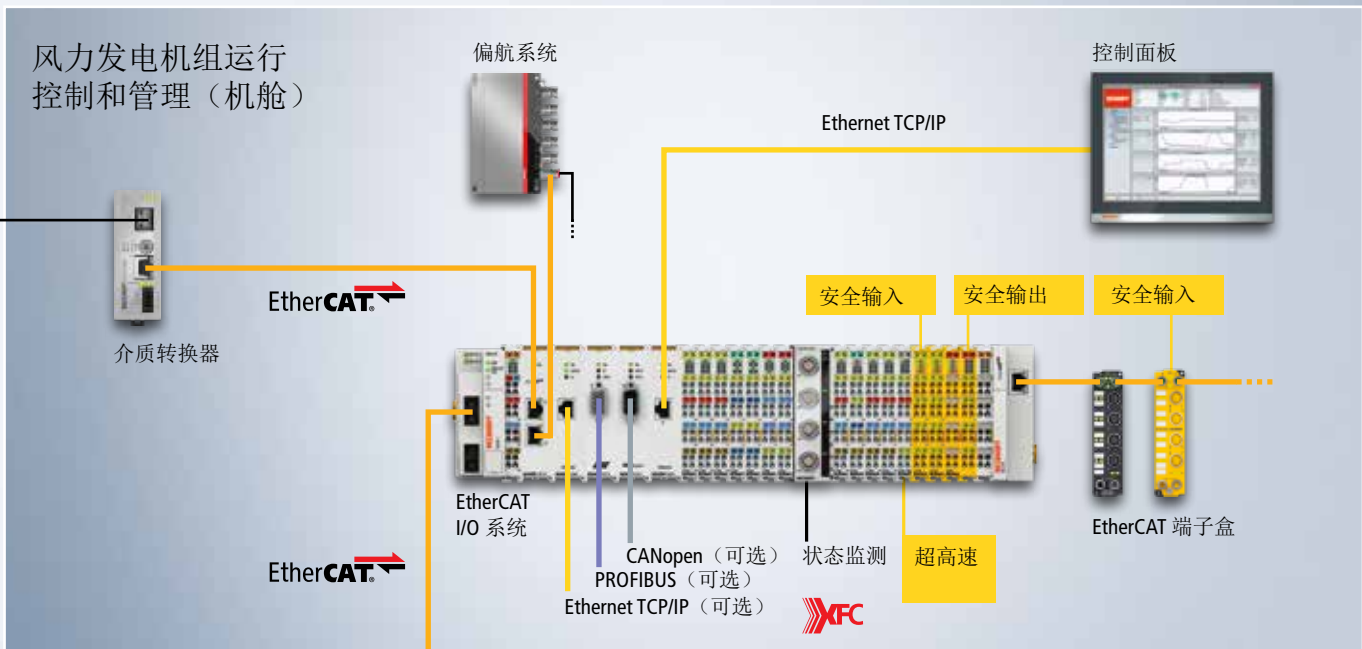 风力发电机组运行
控制和管理（机舱）
偏航系统
控制面板
Ethernet TCP/IP
EtherCAT®
介质转换器
安全输入
安全输出
安全输入
EtherCAT
I/O 系统
EtherCAT®
CANopen（可选）
PROFIBUS（可选）
Ethernet TCP/IP（可选）
状态监测
XFC
超高速
EtherCAT 端子盒
BECKHOFF